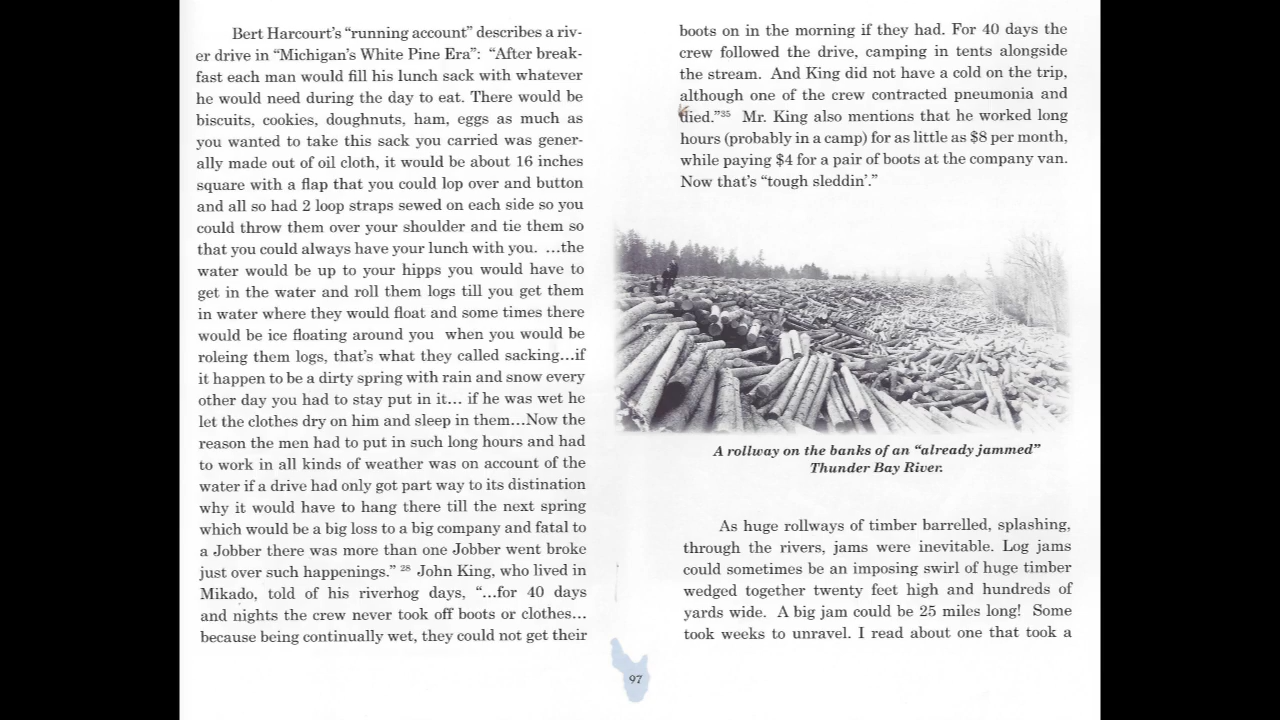 Bert Harcourt's “running account” describes a riv-
er drive in “Michigan's White Pine Era”: “After break-
fast each man would fill his lunch sack with whatever
he would need during the day to eat. There would be
biscuits, cookies, doughnuts, ham, eggs as much as
you wanted to take this sack you carried was gener-
ally made out of oil cloth, it would be about 16 inches
square with a flap that you could lop over and button
and all so had 2 loop straps sewed on each side so you
could throw them over your shoulder and tie them so
that you could always have your lunch with you. …the
water would be up to your hipps you would have to
get in the water and roll them logs till you get them
in water where they would float and some times there
would be ice floating around you when you would be
roleing them logs, that's what they called sacking…if
it happen to be a dirty spring with rain and snow every
other day you had to stay put in it… if he was wet he
let the clothes dry on him and sleep in them…Now the
reason the men had to put in such long hours and had
to work in all kinds of weather was on account of the
water if a drive had only got part way to its distination
why it would have to hang there till the next spring
which would be a big loss to a big company and fatal to
a Jobber there was more than one Jobber went broke
just over such happenings.” 28 John King, who lived in
Mikado, told of his riverhog days, “…for 40 days
and nights the crew never took off boots or clothes…
because being continually wet, they could not get their
boots on in the morning if they had. For 40 days the
crew followed the drive, camping in tents alongside
the stream. And King did not have a cold on the trip,
although one of the crew contracted pneumonia and
died.”35 Mr. King also mentions that he worked long
hours (probably in a camp) for as little as $8 per month,
while paying $4 for a pair of boots at the company van.
Now that's “tough sleddin'.”
A rollway on the banks of an “already jammed”
Thunder Bay River.
As huge rollways of timber barrelled, splashing,
through the rivers, jams were inevitable. Log jams
could sometimes be an imposing swirl of huge timber
wedged together twenty feet high and hundreds of
yards wide. A big jam could be 25 miles long! Some
took weeks to unravel. I read about one that took a
97